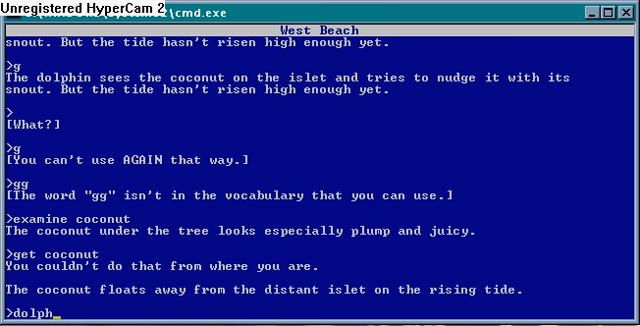 Unregistered HyperCam 2
cmd.exe
West Beach
snout. But the tide hasn't risen high enough yet.
>g
The dolphin sees the coconut on the islet and tries to nudge it with its
snout. But the tide hasn't risen high enough yet.
>
[What?]
>g
[You can't use AGAIN that way.]
>gg
[The word "gg" isn't in the vocabulary that you can use.]
>examine coconut
The coconut under the tree looks especially plump and juicy.
>get coconut
You couldn't do that from where you are.
The coconut floats away from the distant islet on the rising tide.
>dolph_